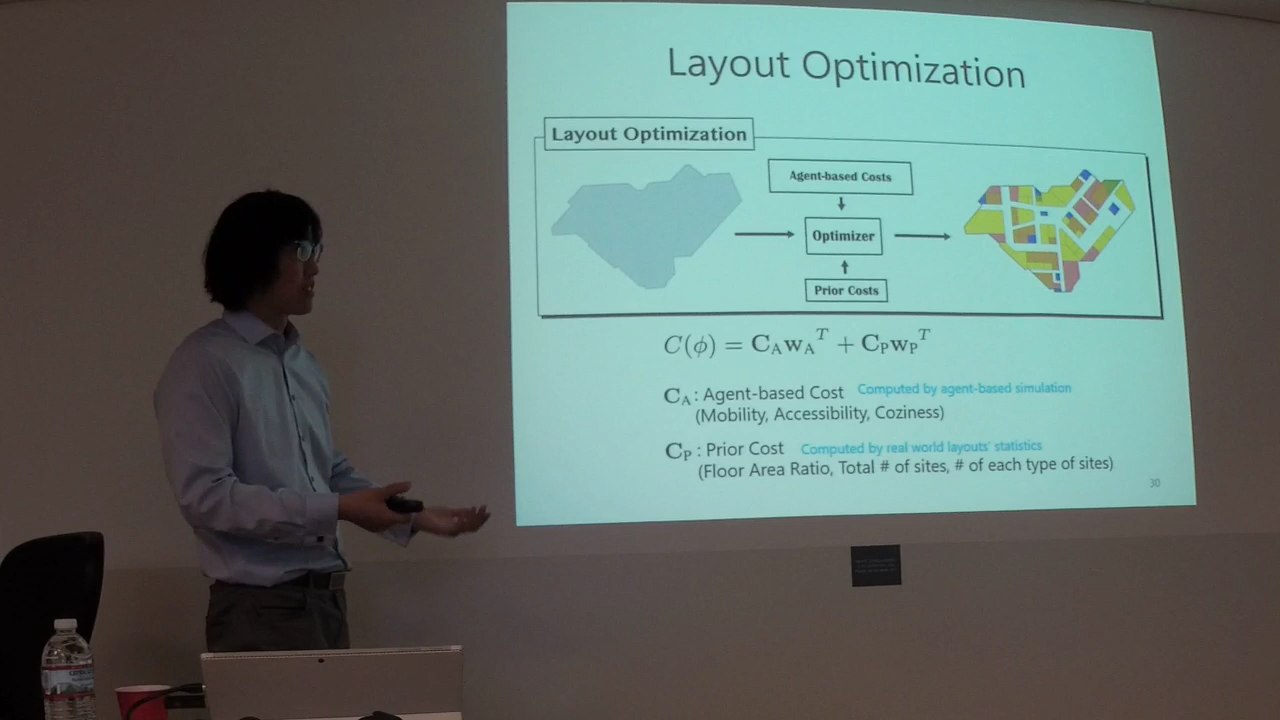 Layout Optimization
Layout Optimization
Agent-based Costs
Optimizer
Prior Costs
C(ϕ) = C_A w_A^T + C_P w_P^T
C_A : Agent-based Cost Computed by agent-based simulation
(Mobility, Accessibility, Coziness)
C_P : Prior Cost Computed by real world layouts' statistics
(Floor Area Ratio, Total # of sites, # of each type of sites)
30